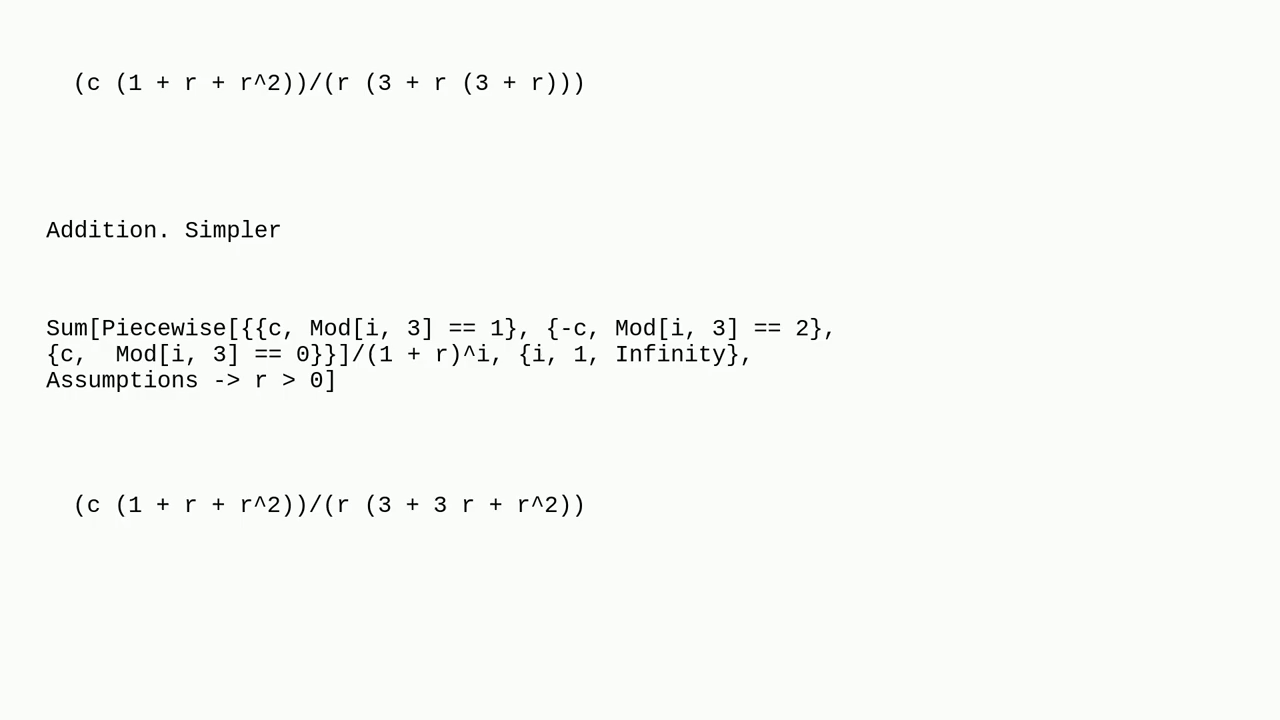 (c (1 + r + r^2))/(r (3 + r (3 + r)))
Addition. Simpler
Sum[Piecewise[{{c, Mod[i, 3] == 1}, {-c, Mod[i, 3] == 2},
{c,  Mod[i, 3] == 0}}]/(1 + r)^i, {i, 1, Infinity},
Assumptions -> r > 0]
(c (1 + r + r^2))/(r (3 + 3 r + r^2))